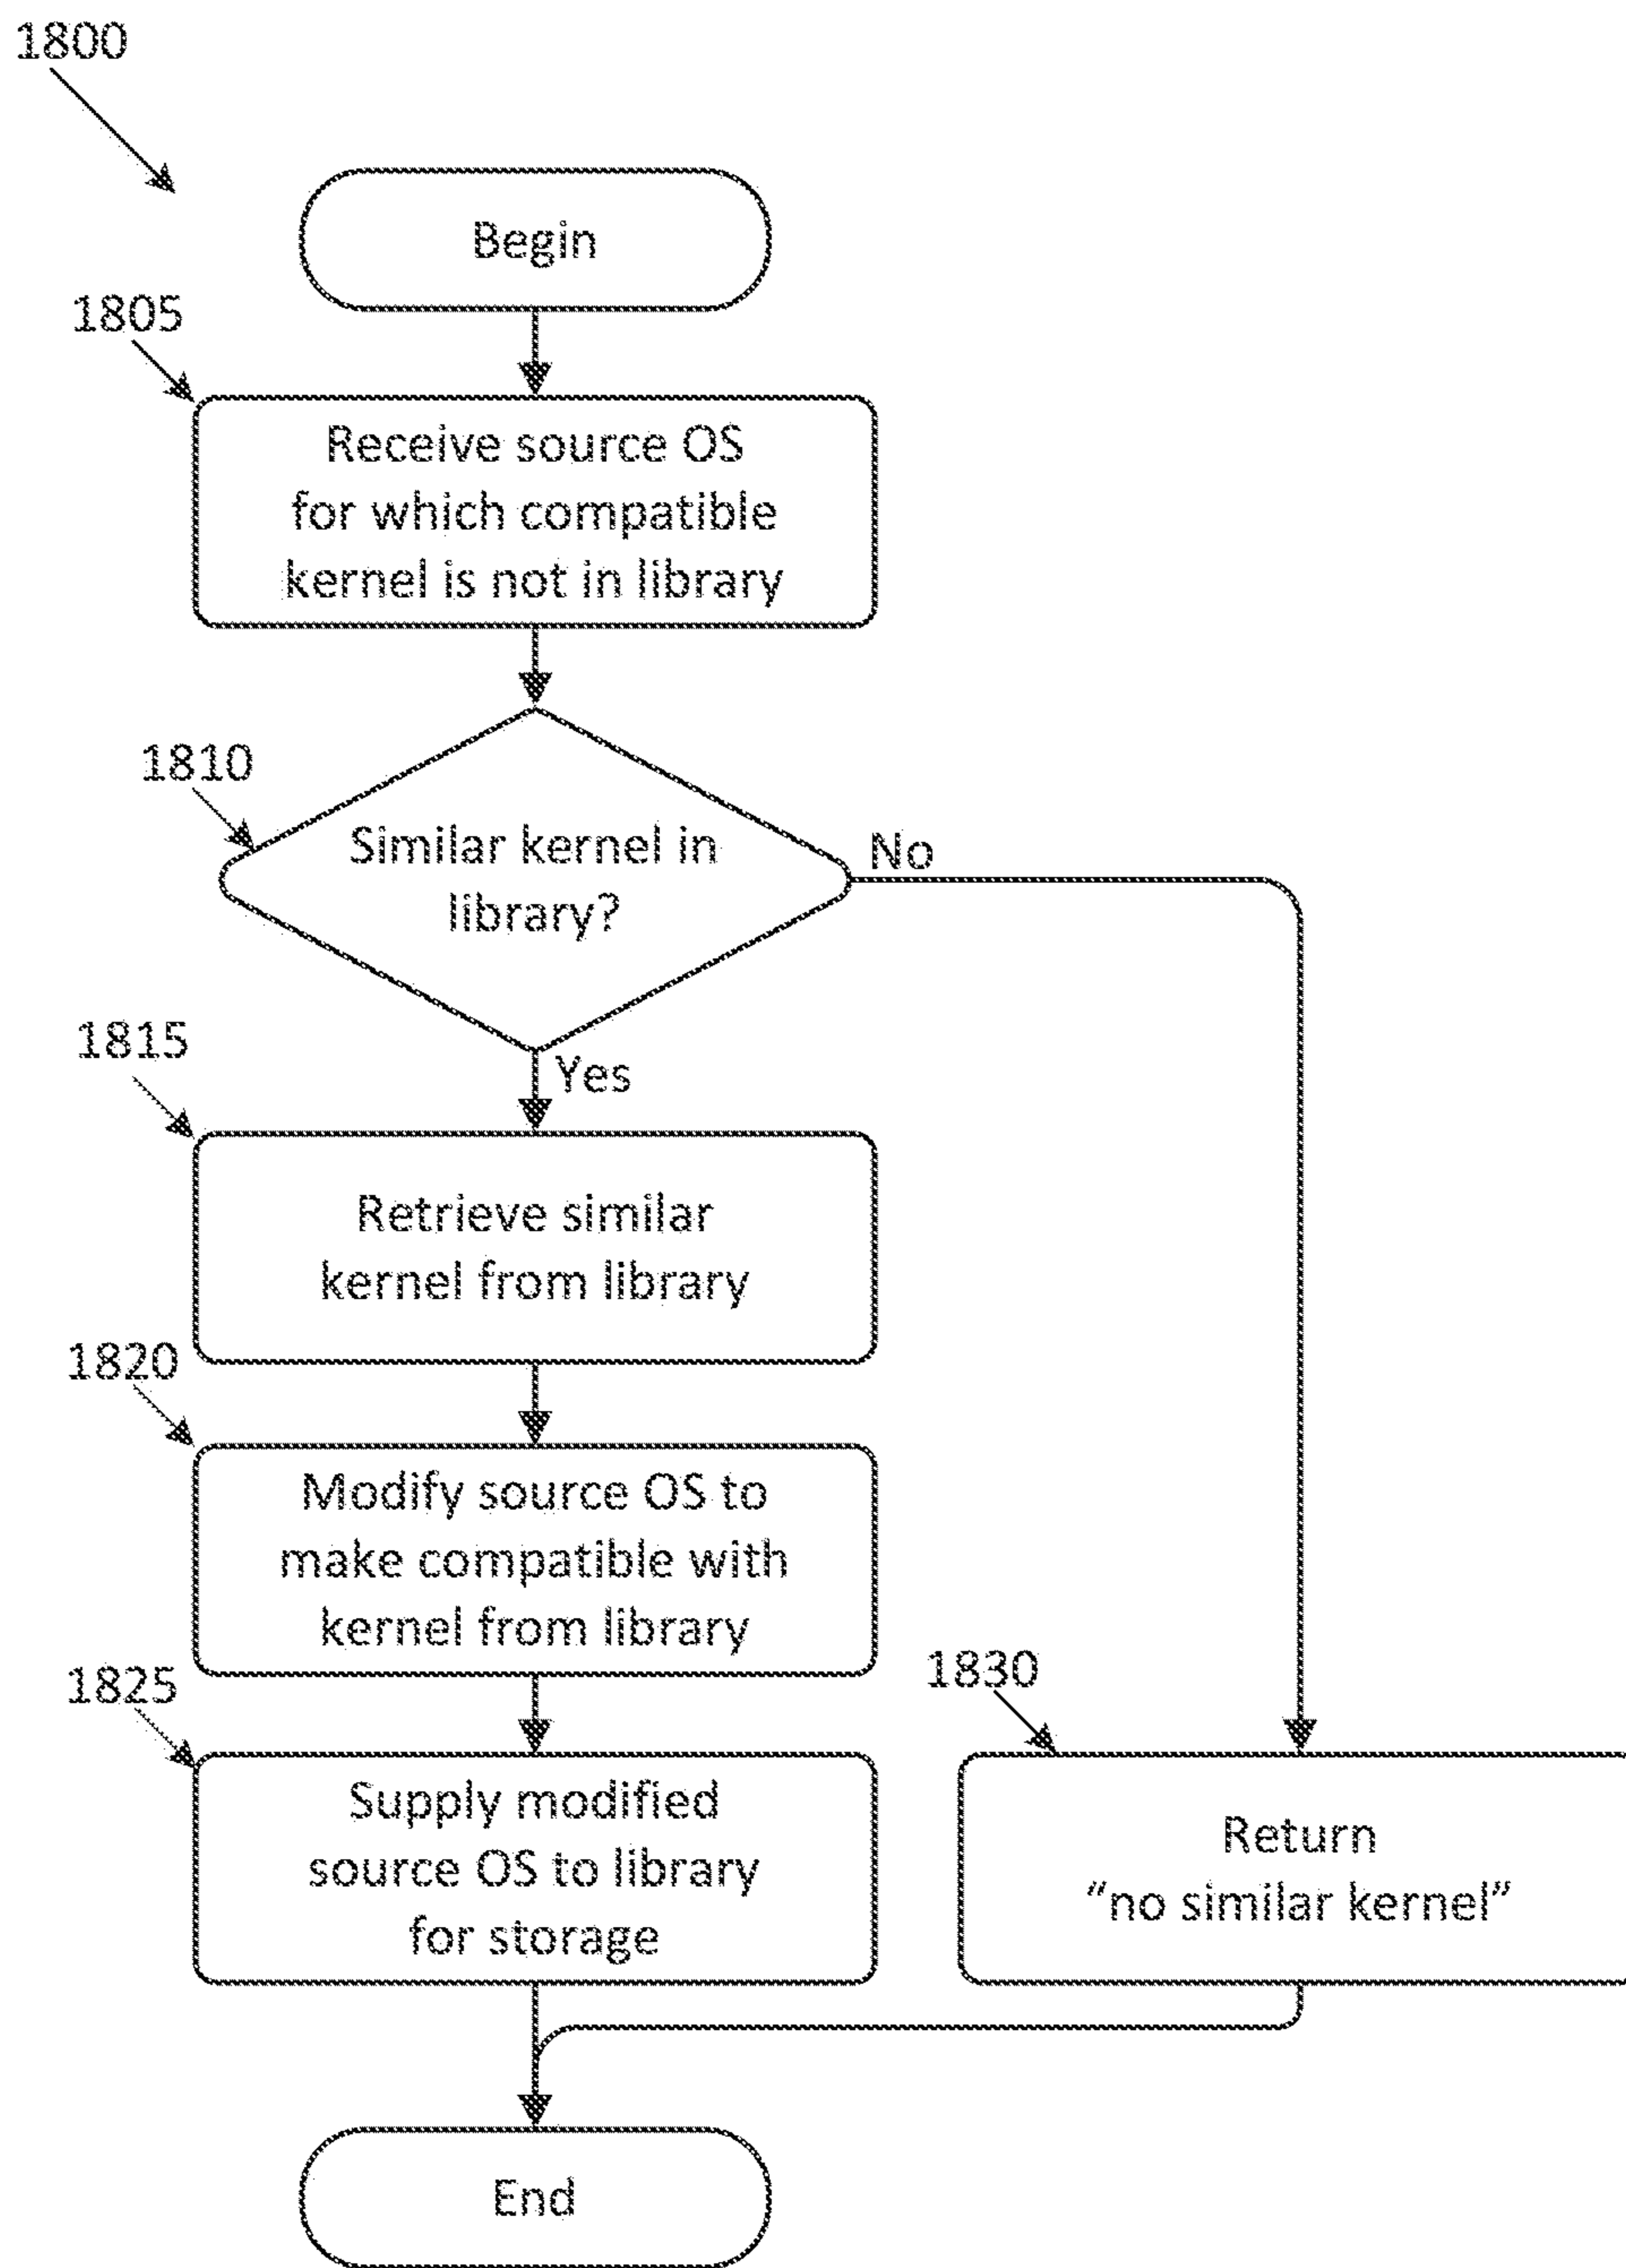 1800
Begin
1805
Receive source OS
for which compatible
kernel is not in library
1810
Similar kernel in
library?
No
Yes
1815
Retrieve similar
kernel from library
1820
Modify source OS to
make compatible with
kernel from library
1825
Supply modified
source OS to library
for storage
1830
Return
“no similar kernel”
End